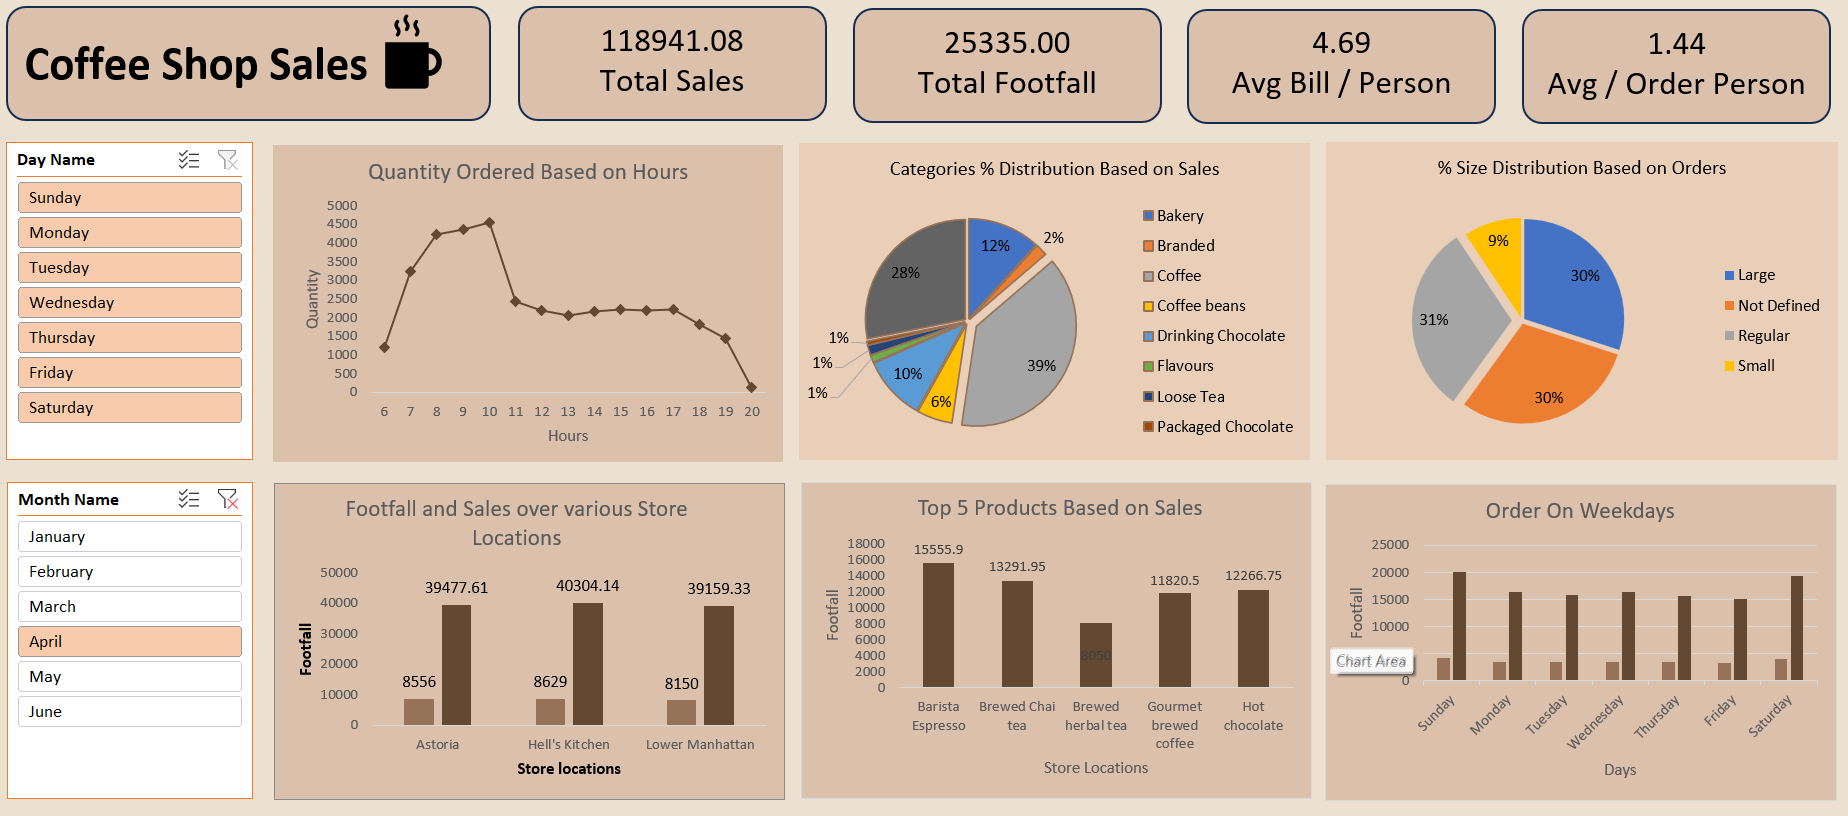 Coffee Shop Sales
118941.08
Total Sales
25335.00
Total Footfall
4.69
Avg Bill / Person
1.44
Avg / Order Person
Day Name
Sunday
Monday
Tuesday
Wednesday
Thursday
Friday
Saturday
Quantity Ordered Based on Hours
5000
4500
4000
3500
3000
2500
2000
1500
1000
500
0
Quantity
6 7 8 9 10 11 12 13 14 15 16 17 18 19 20
Hours
Categories % Distribution Based on Sales
12%
2%
28%
1%
1%
1%
10%
6%
39%
Bakery
Branded
Coffee
Coffee beans
Drinking Chocolate
Flavours
Loose Tea
Packaged Chocolate
% Size Distribution Based on Orders
9%
30%
31%
30%
Large
Not Defined
Regular
Small
Month Name
January
February
March
April
May
June
Footfall and Sales over various Store
Locations
50000
40000
30000
20000
10000
0
Footfall
39477.61
40304.14
39159.33
8556
8629
8150
Astoria
Hell's Kitchen
Lower Manhattan
Store locations
Top 5 Products Based on Sales
18000
16000
14000
12000
10000
8000
6000
4000
2000
0
Footfall
15555.9
13291.95
8050
11820.5
12266.75
Barista
Espresso
Brewed Chai
tea
Brewed
herbal tea
Gourmet
brewed
coffee
Hot
chocolate
Store Locations
Order On Weekdays
25000
20000
15000
10000
0
Footfall
Chart Area
Sunday
Monday
Tuesday
Wednesday
Thursday
Friday
Saturday
Days